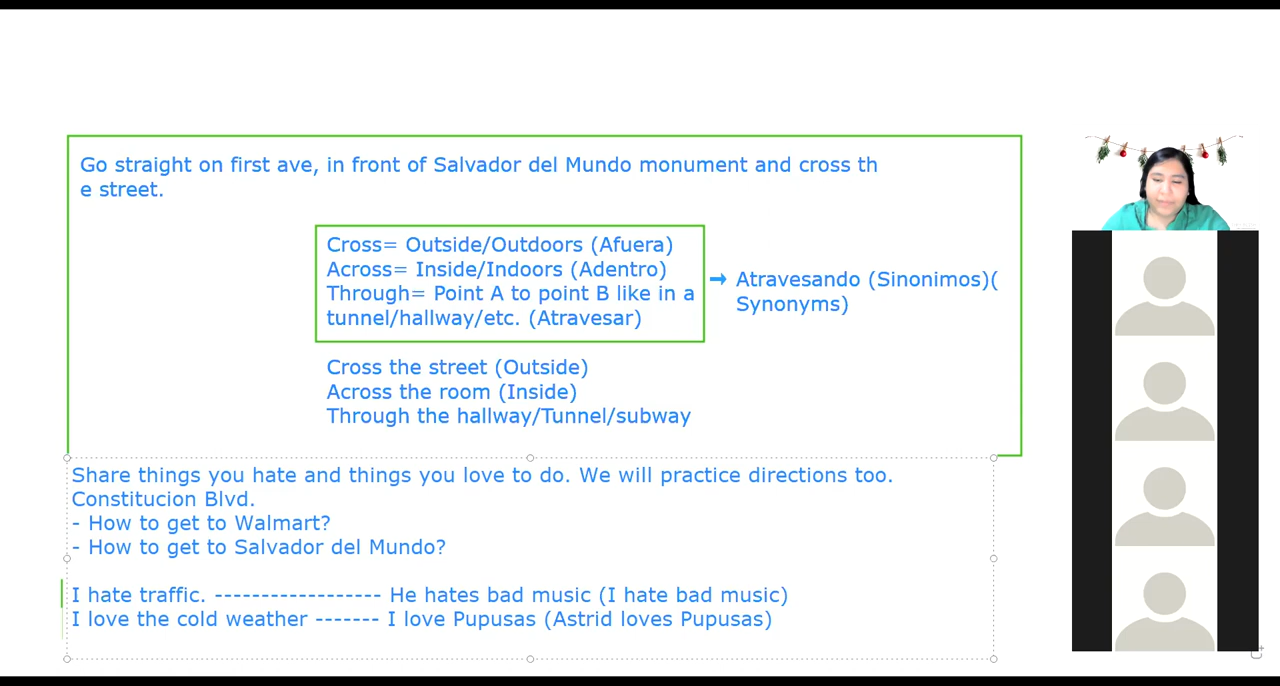 Go straight on first ave, in front of Salvador del Mundo monument and cross th
e street.
Cross= Outside/Outdoors (Afuera)
Across= Inside/Indoors (Adentro)
Through= Point A to point B like in a
tunnel/hallway/etc. (Atravesar)
➞ Atravesando (Sinonimos)(
Synonyms)
Cross the street (Outside)
Across the room (Inside)
Through the hallway/Tunnel/subway
Share things you hate and things you love to do. We will practice directions too.
Constitucion Blvd.
- How to get to Walmart?
- How to get to Salvador del Mundo?
I hate traffic. ------------------ He hates bad music (I hate bad music)
I love the cold weather ------- I love Pupusas (Astrid loves Pupusas)